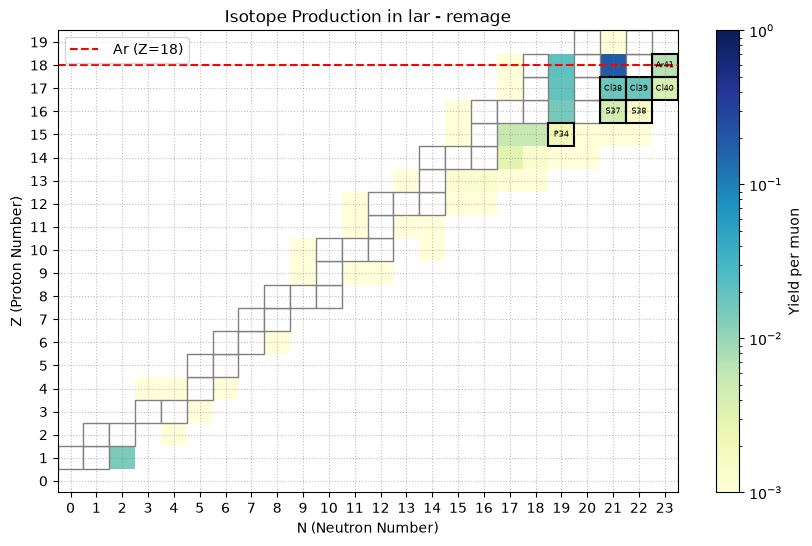 Isotope Production in lar - remage
Ar (Z=18)
Z (Proton Number)
19
18
17
16
15
14
13
12
11
10
9
8
7
6
5
4
3
2
1
0
Ar41
Cl38 Cl39 Cl40
S37 S38
P34
0 1 2 3 4 5 6 7 8 9 10 11 12 13 14 15 16 17 18 19 20 21 22 23
N (Neutron Number)
10⁰
10⁻¹
10⁻²
10⁻³
Yield per muon